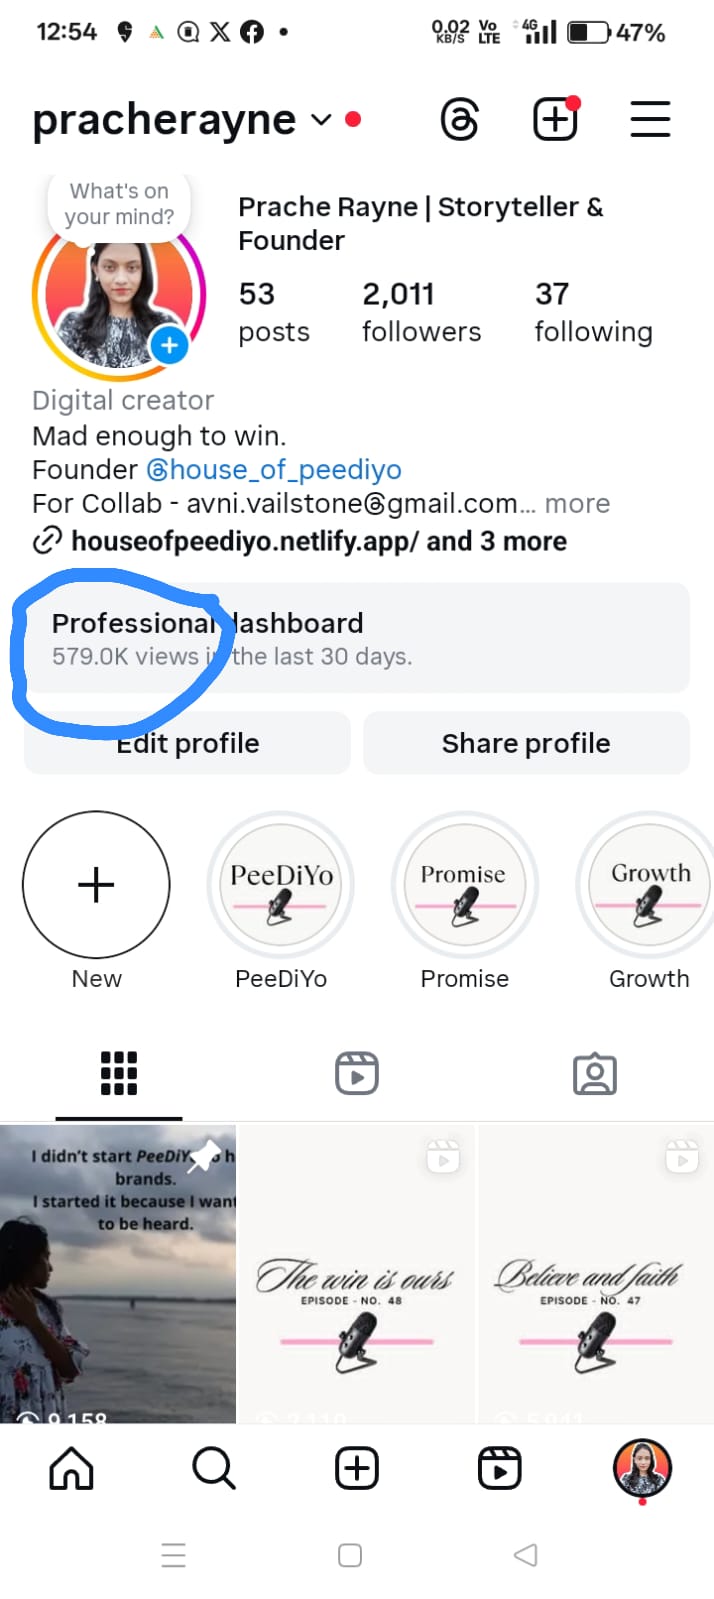 12:54
0.02 KB/S
Vo LTE
4G
47%
pracherayne
What's on
your mind?
Prache Rayne | Storyteller &
Founder
53 2,011 37
posts followers following
Digital creator
Mad enough to win.
Founder @house_of_peediyo
For Collab - avni.vailstone@gmail.com... more
houseofpeediyo.netlify.app/ and 3 more
Professional dashboard
579.0K views in the last 30 days.
Edit profile Share profile
PeeDiYo Promise Growth
New PeeDiYo Promise Growth
I didn't start PeeDiY
brands.
I started it because I want
to be heard.
The win is ours
EPISODE - NO. 48
Believe and faith
EPISODE - NO. 47
9,158